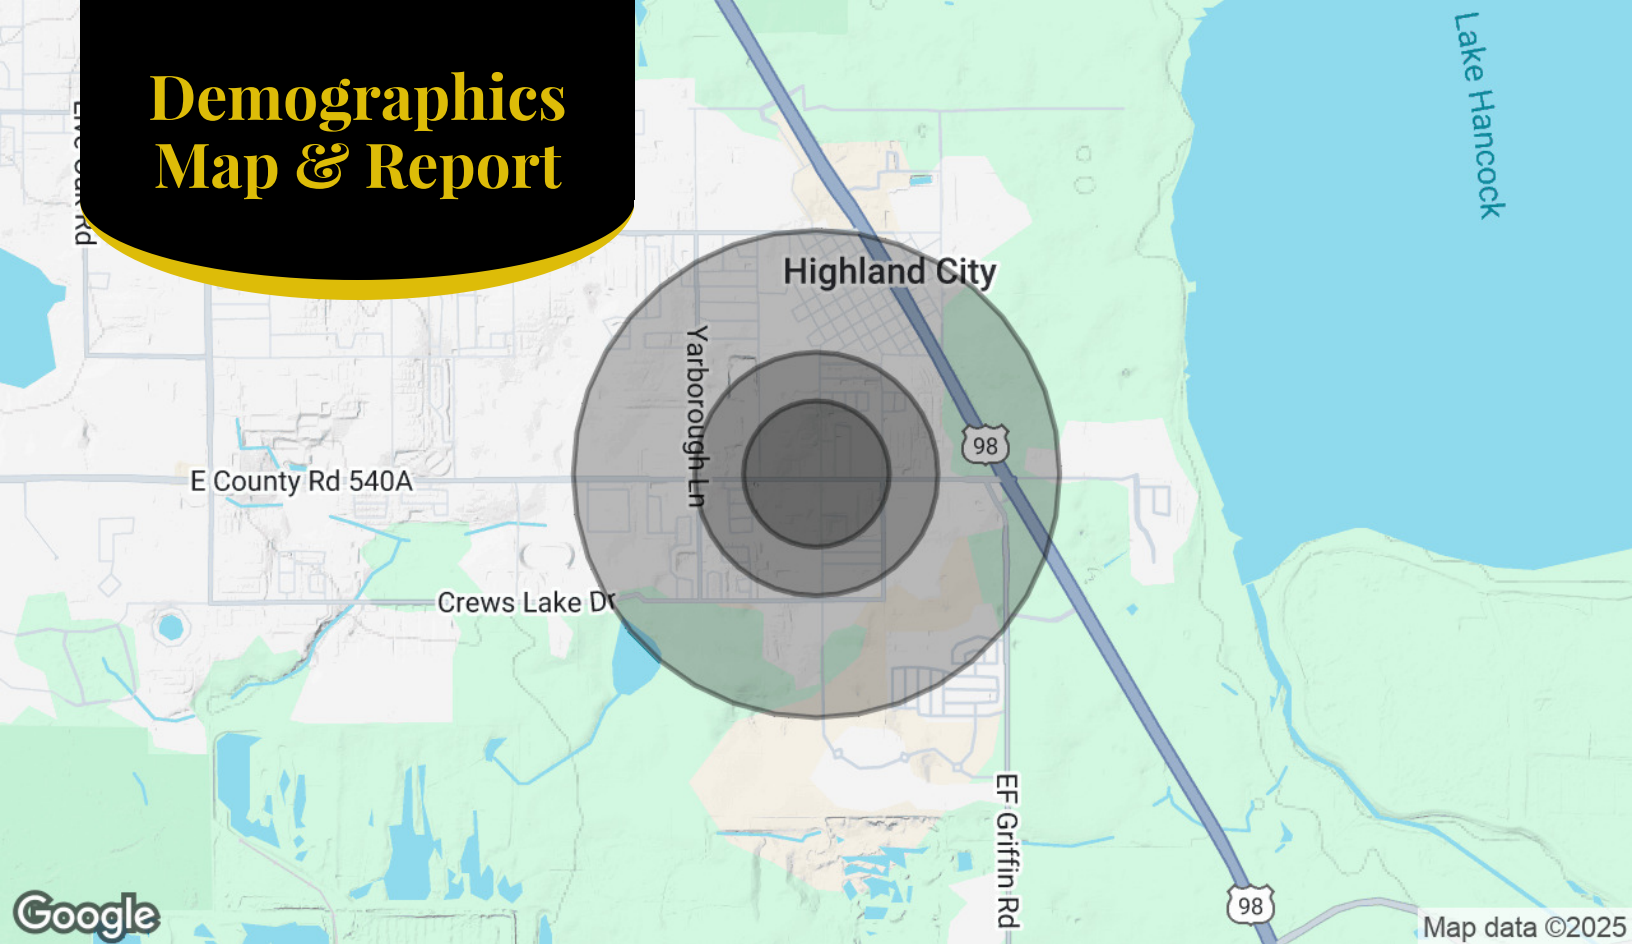 Demographics
Map & Report
Lake Hancock
Highland City
Yarborough Ln
98
E County Rd 540A
Crews Lake Dr
EF Griffin Rd
98
Google
Map data ©2025